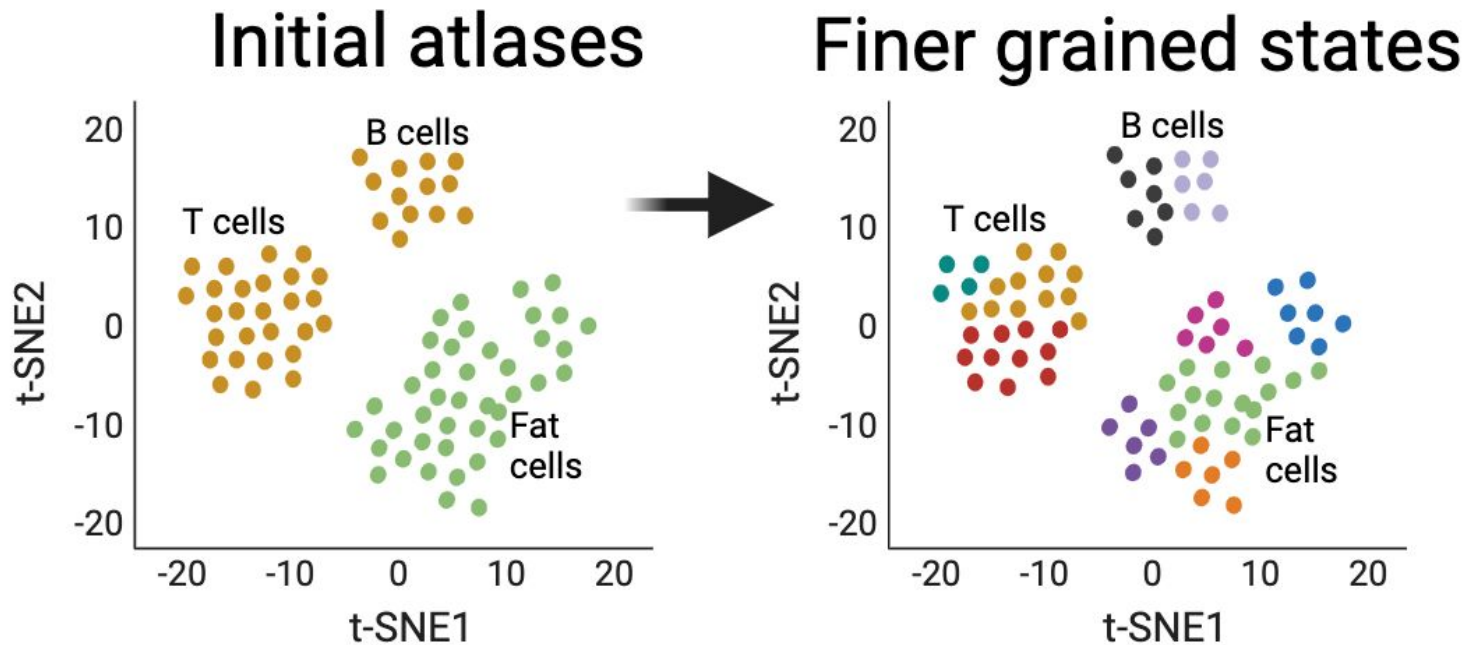 Initial atlases
Finer grained states
20
10
0
-10
-20
t-SNE2
B cells
T cells
Fat
cells
-20 -10 0 10 20
t-SNE1
20
10
0
-10
-20
t-SNE2
B cells
T cells
Fat
cells
-20 -10 0 10 20
t-SNE1